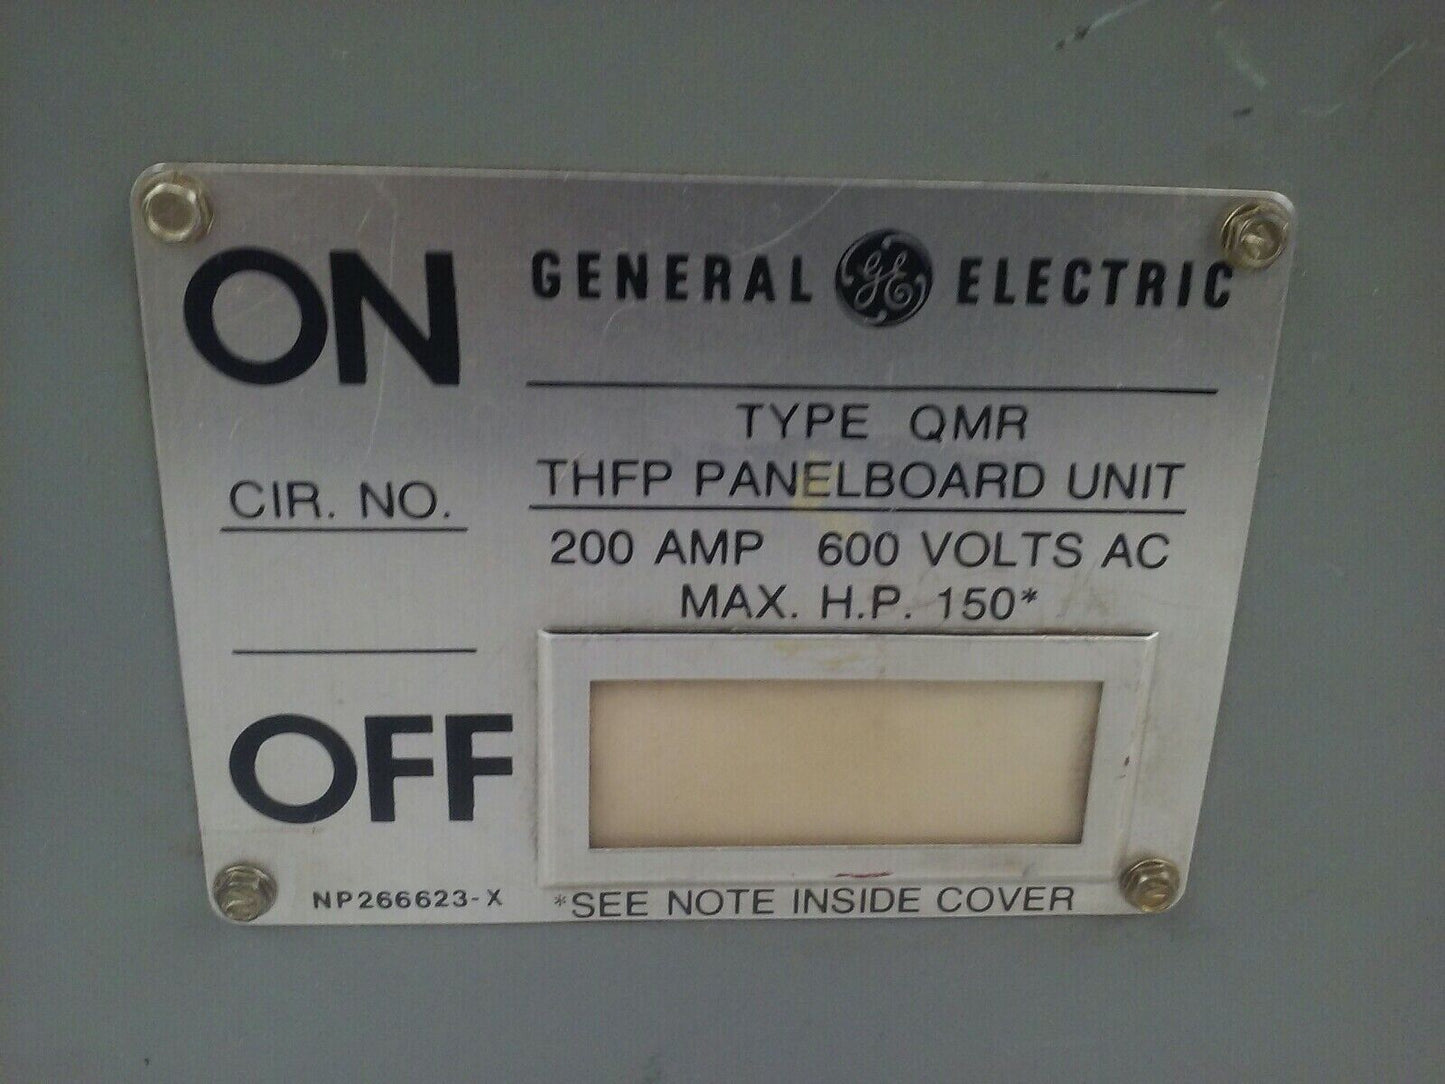 ON
GENERAL GE ELECTRIC
TYPE QMR
THFP PANELBOARD UNIT
CIR. NO.
200 AMP 600 VOLTS AC
MAX. H.P. 150*
OFF
NP266623-X
*SEE NOTE INSIDE COVER